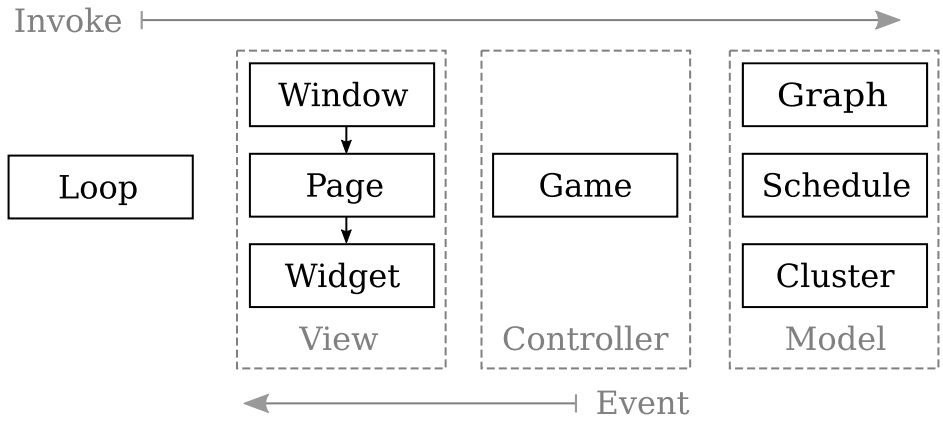 Invoke
Loop
Window
Page
Widget
View
Game
Controller
Graph
Schedule
Cluster
Model
Event